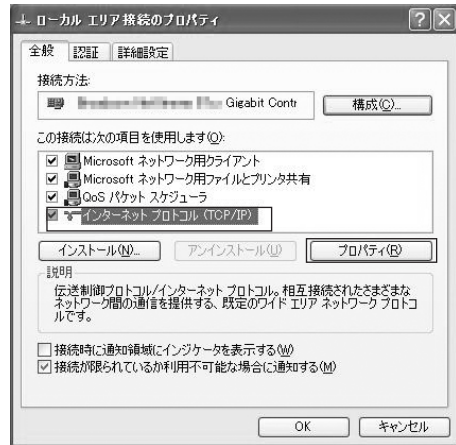 ローカル エリア接続のプロパティ
全般 認証 詳細設定
接続方法:
Gigabit Contr 構成(C)...
この接続は次の項目を使用します(O):
Microsoft ネットワーク用クライアント
Microsoft ネットワーク用ファイルとプリンタ共有
QoS パケット スケジューラ
インターネット プロトコル (TCP/IP)
インストール(N)... アンインストール(U) プロパティ(R)
説明
伝送制御プロトコル/インターネット プロトコル。相互接続されたさまざまな
ネットワーク間の通信を提供する、既定のワイド エリア ネットワーク プロトコ
ルです。
接続時に通知領域にインジケータを表示する(W)
接続が限られているか利用不可能な場合に通知する(M)
OK キャンセル